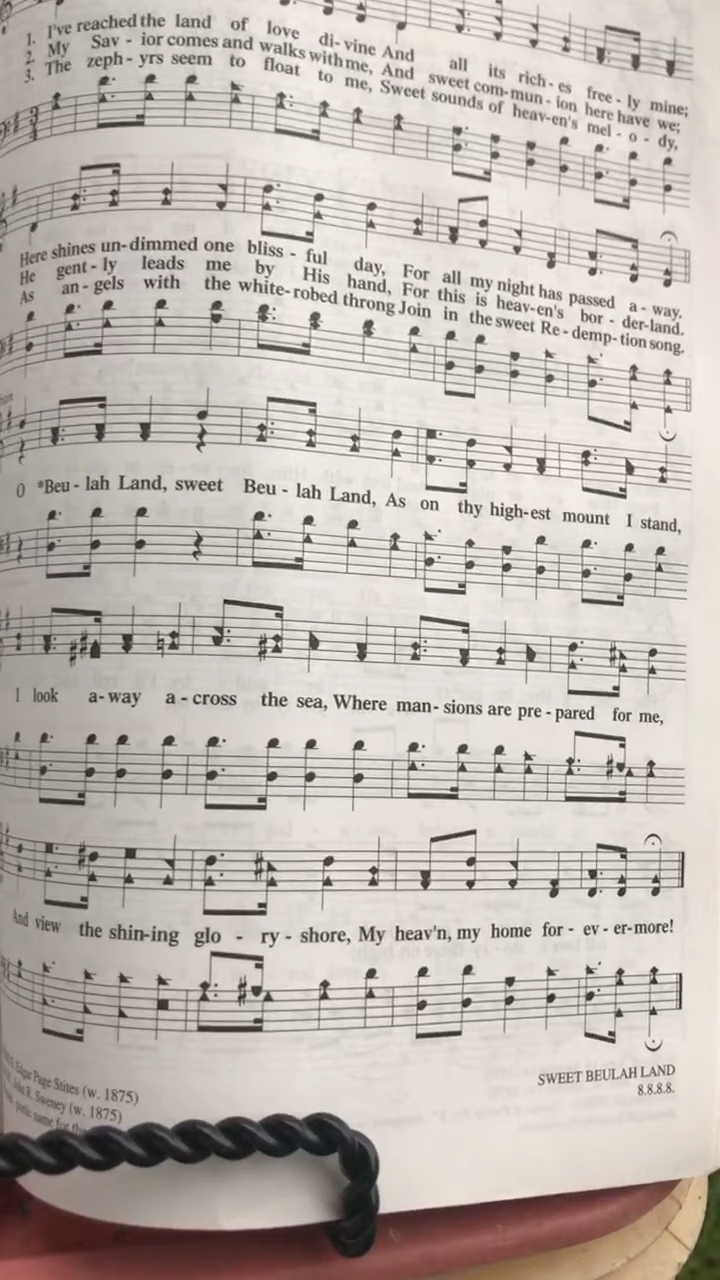 1. I've reached the land of love di - vine And all its rich - es free - ly mine;
2. My Sav - ior comes and walks with me, And sweet com - mun - ion here have we;
3. The zeph - yrs seem to float to me, Sweet sounds of heav - en's mel - o - dy,
Here shines un - dimmed one bliss - ful day, For all my night has passed a - way.
He gent - ly leads me by His hand, For this is heav - en's bor - der - land.
As an - gels with the white - robed throng Join in the sweet Re - demp - tion song.
O *Beu - lah Land, sweet Beu - lah Land, As on thy high - est mount I stand,
I look a - way a - cross the sea, Where man - sions are pre - pared for me,
And view the shin - ing glo - ry - shore, My heav'n, my home for - ev - er - more!
Edgar Page Stites (w. 1875)
John R. Sweney (w. 1875)
name for the
SWEET BEULAH LAND
8.8.8.8.